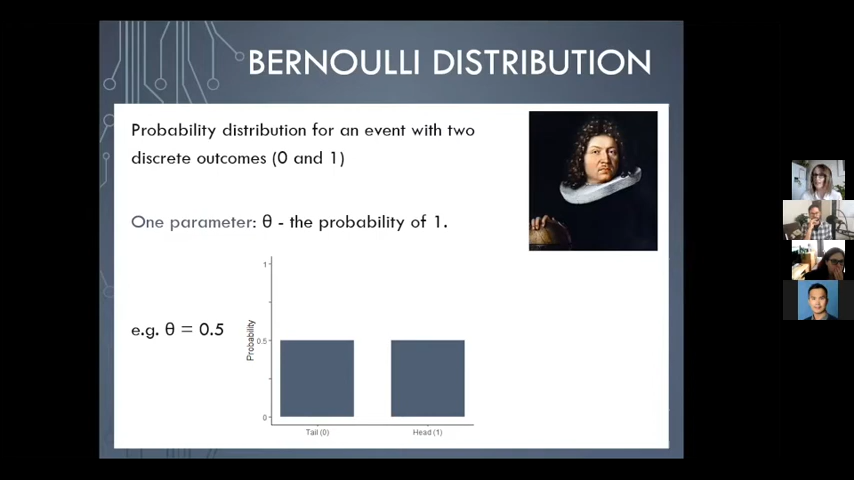 BERNOULLI DISTRIBUTION
Probability distribution for an event with two
discrete outcomes (0 and 1)
One parameter: θ - the probability of 1.
e.g. θ = 0.5
Probability
1
0.5
0
Tail (0)
Head (1)